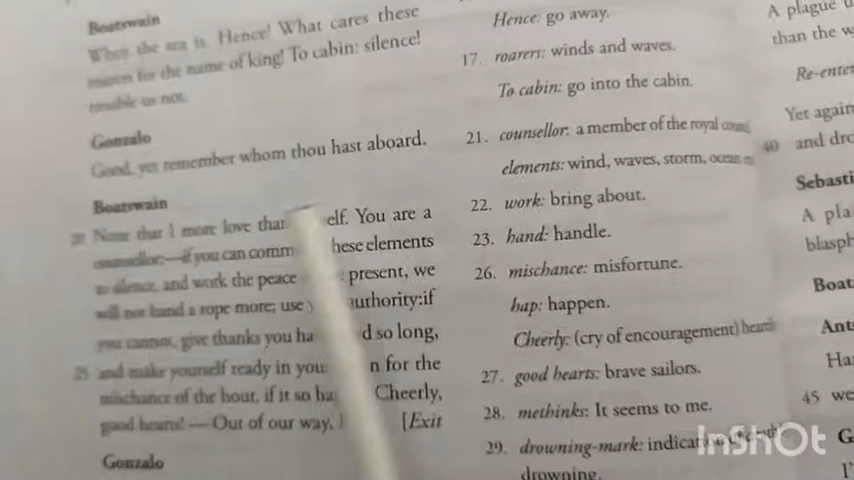 Boatswain
When the sea is. Hence! What cares these
for the name of king! To cabin: silence!
trouble us not.
Gonzalo
Good, yet remember whom thou hast aboard.
Boatswain
20 None that I more love than elf. You are a
counsellor:—if you can comm hese elements
to silence, and work the peace present, we
will not hand a rope more; use y authority:if
you cannot, give thanks you ha d so long,
25 and make yourself ready in you n for the
mischance of the hour, if it so ha Cheerly,
good hearts! — Out of our way, [Exit
Gonzalo
Hence: go away.
17. roarers: winds and waves.
To cabin: go into the cabin.
21. counsellor: a member of the royal
elements: wind, waves, storm, ocean
22. work: bring about.
23. hand: handle.
26. mischance: misfortune.
hap: happen.
Cheerly: (cry of encouragement)
27. good hearts: brave sailors.
28. methinks: It seems to me.
29. drowning-mark:
drowning.
A plague u
than the w
Re-enter
Yet again
40 and dro
Sebasti
A pla
blasph
Boat
Ant
Ha
45 we
G
I'
InShOt